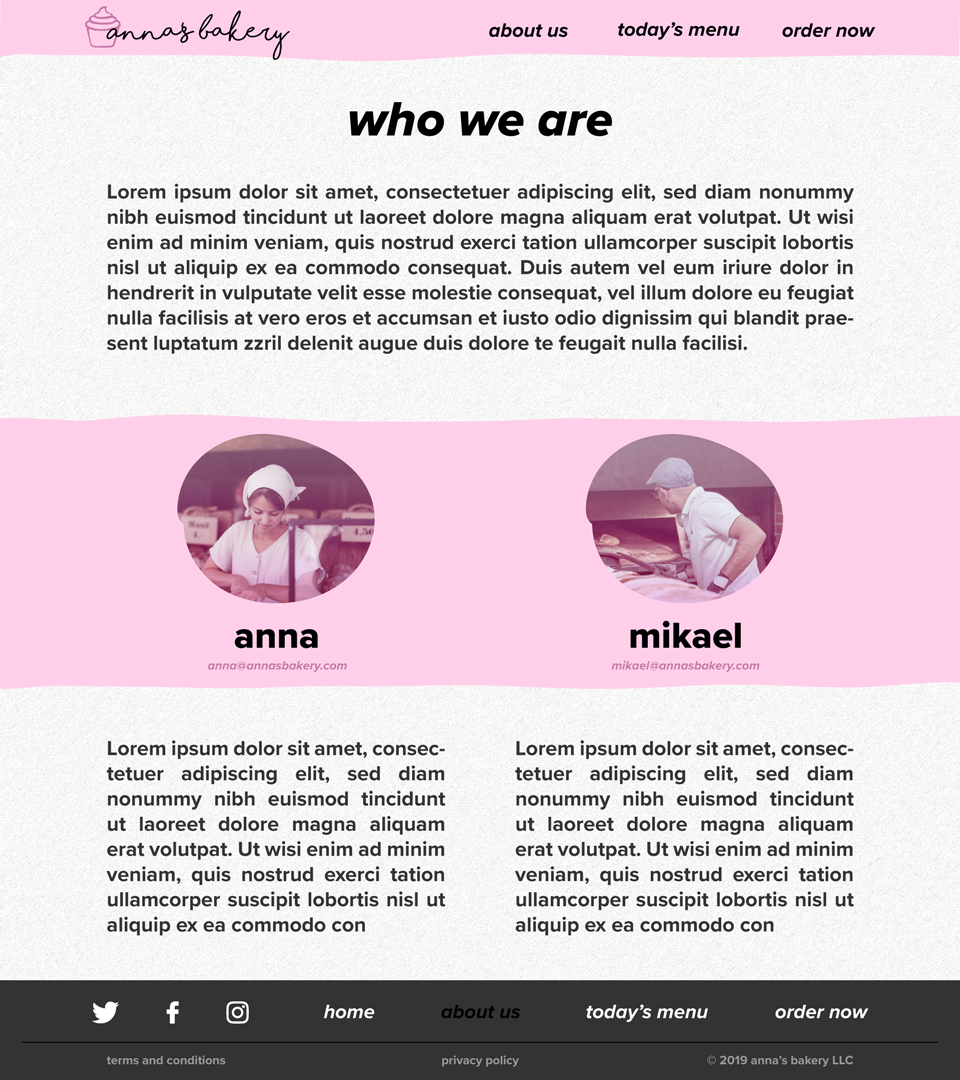 anna's bakery
about us today's menu order now
who we are
Lorem ipsum dolor sit amet, consectetuer adipiscing elit, sed diam nonummy
nibh euismod tincidunt ut laoreet dolore magna aliquam erat volutpat. Ut wisi
enim ad minim veniam, quis nostrud exerci tation ullamcorper suscipit lobortis
nisl ut aliquip ex ea commodo consequat. Duis autem vel eum iriure dolor in
hendrerit in vulputate velit esse molestie consequat, vel illum dolore eu feugiat
nulla facilisis at vero eros et accumsan et iusto odio dignissim qui blandit prae-
sent luptatum zzril delenit augue duis dolore te feugait nulla facilisi.
4.50
anna
anna@annasbakery.com
mikael
mikael@annasbakery.com
Lorem ipsum dolor sit amet, consec-
tetuer adipiscing elit, sed diam
nonummy nibh euismod tincidunt
ut laoreet dolore magna aliquam
erat volutpat. Ut wisi enim ad minim
veniam, quis nostrud exerci tation
ullamcorper suscipit lobortis nisl ut
aliquip ex ea commodo con
Lorem ipsum dolor sit amet, consec-
tetuer adipiscing elit, sed diam
nonummy nibh euismod tincidunt
ut laoreet dolore magna aliquam
erat volutpat. Ut wisi enim ad minim
veniam, quis nostrud exerci tation
ullamcorper suscipit lobortis nisl ut
aliquip ex ea commodo con
home about us today's menu order now
terms and conditions privacy policy © 2019 anna's bakery LLC